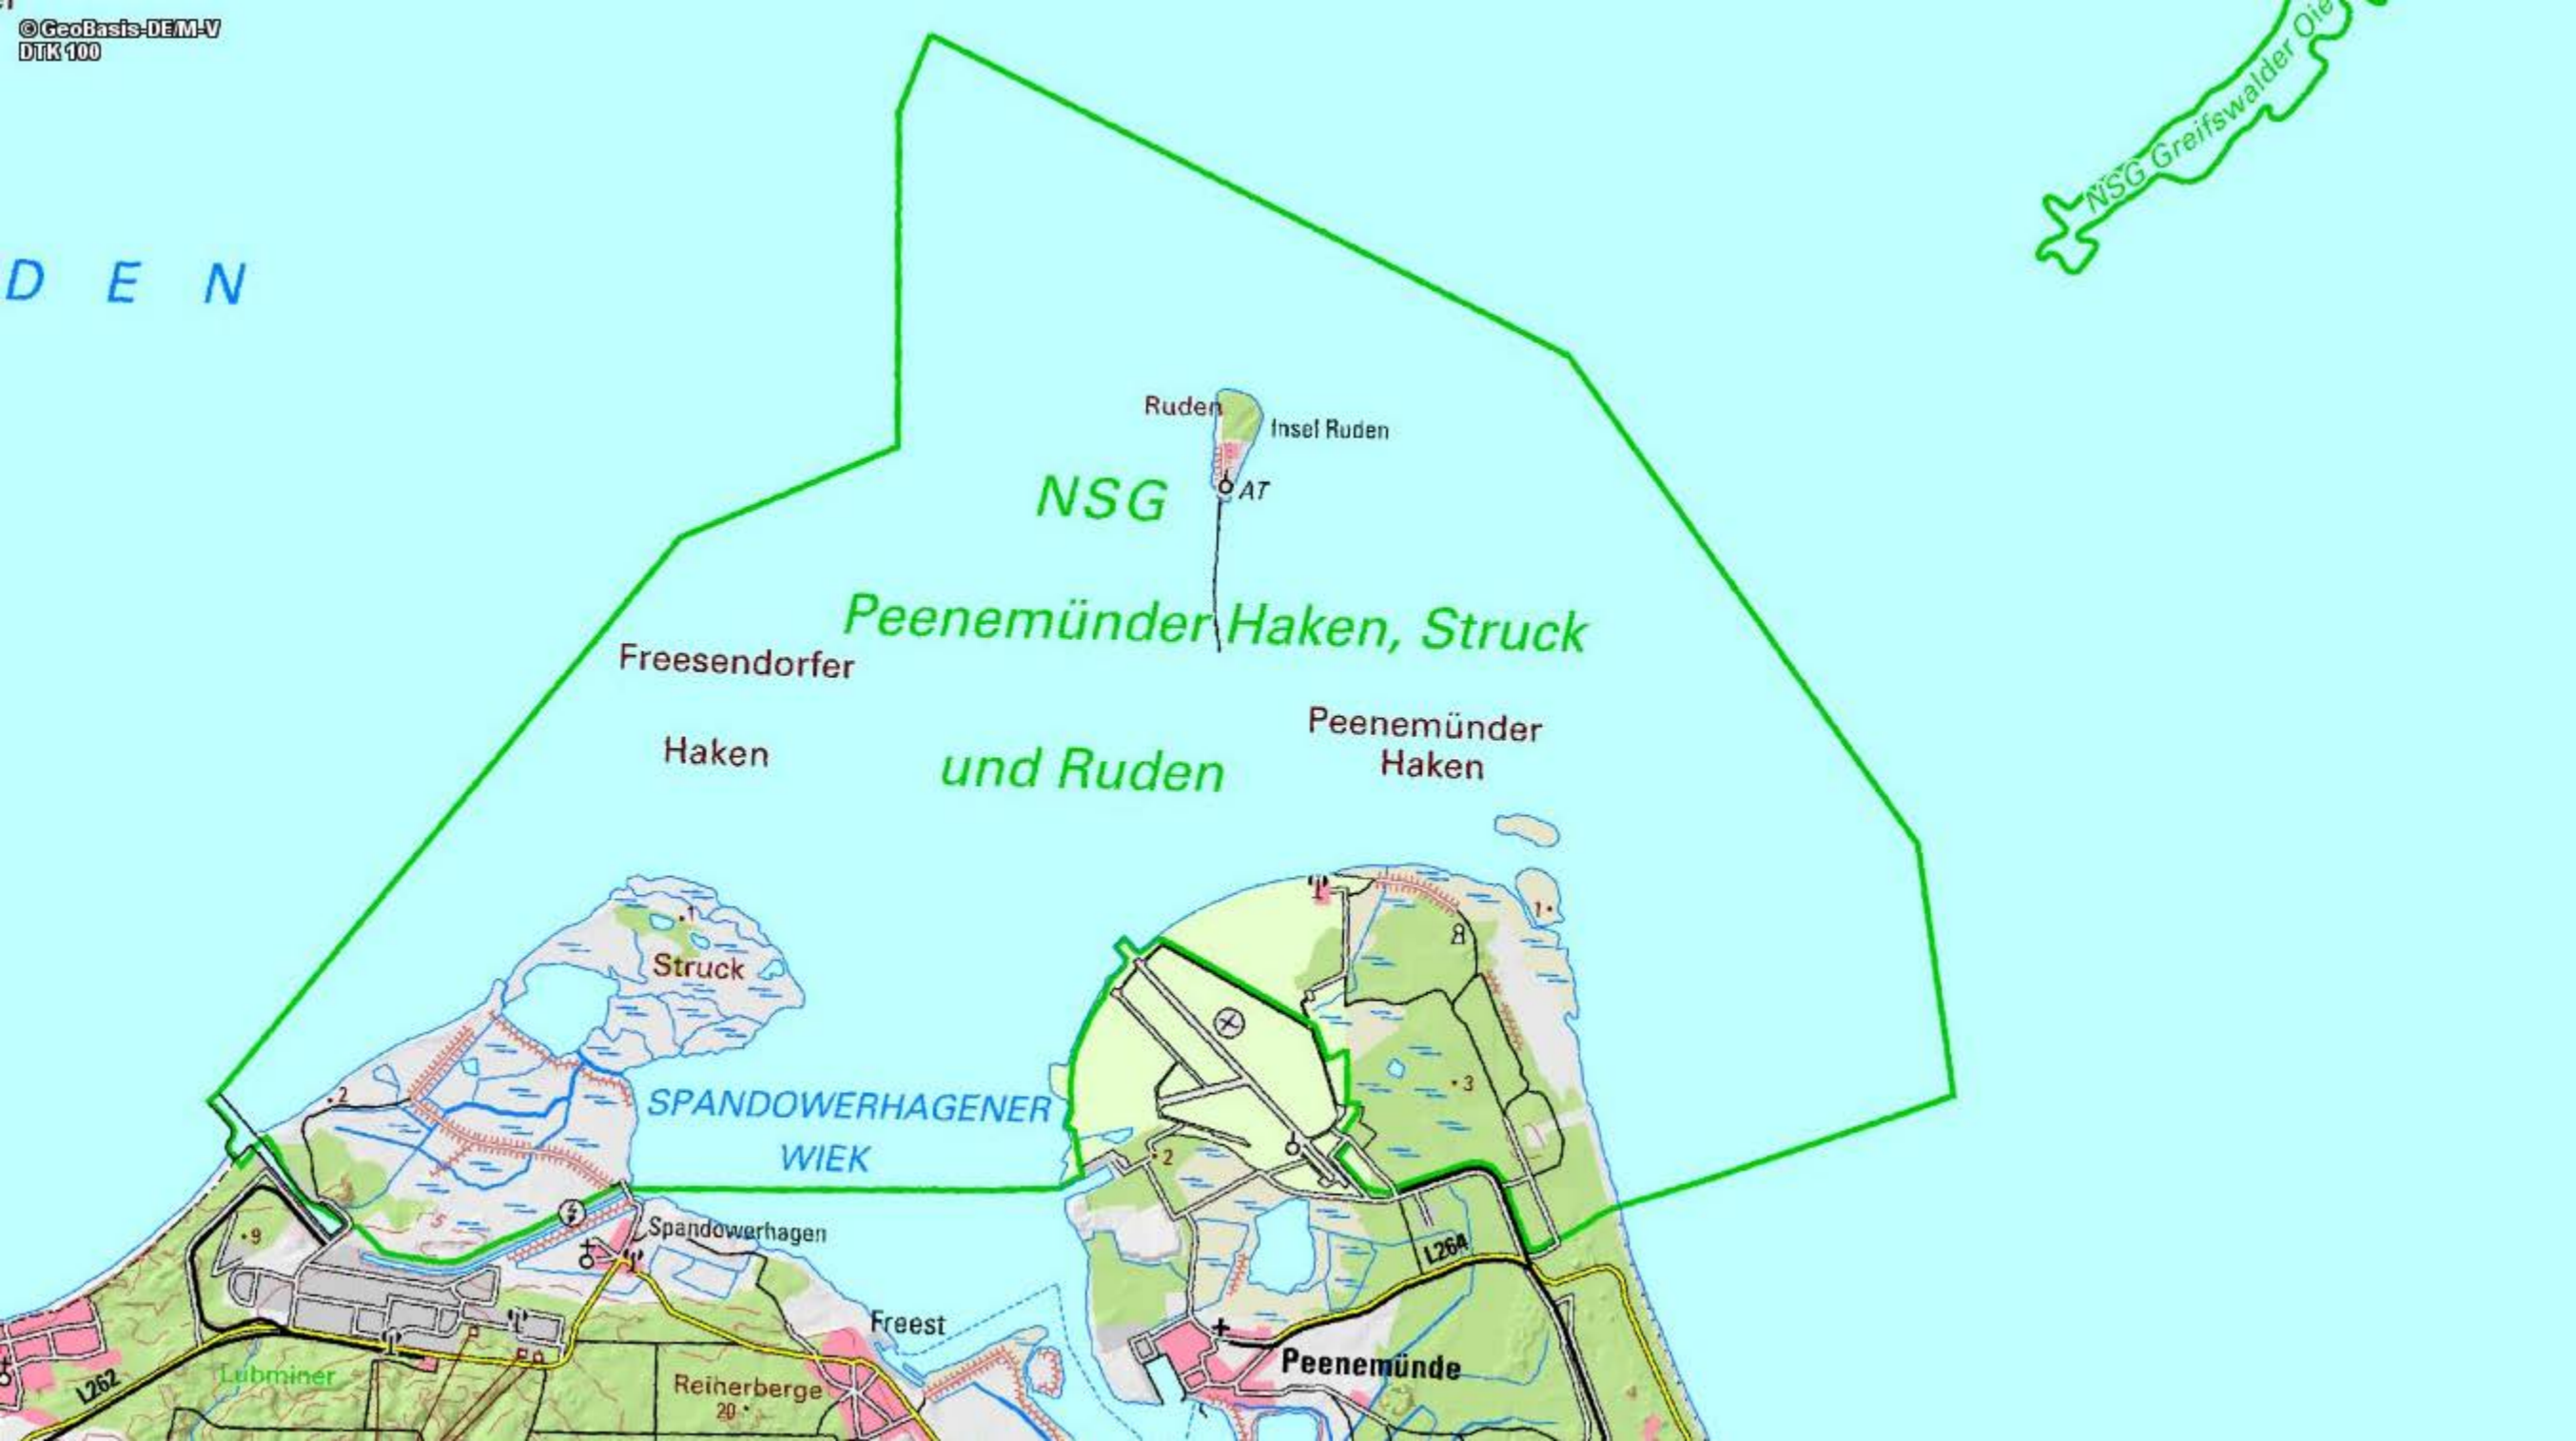 © GeoBasis-DE/M-V
DTK 100
NSG Greifswalder Oie
D E N
Ruden
Insel Ruden
NSG
AT
Peenemünder Haken, Struck
Freesendorfer
Haken
und Ruden
Peenemünder
Haken
1
1
Struck
3
2
SPANDOWERHAGENER
WIEK
2
5
9
Spandowerhagen
L264
Freest
Peenemünde
Lubminer
L262
Reiherberge
20
4